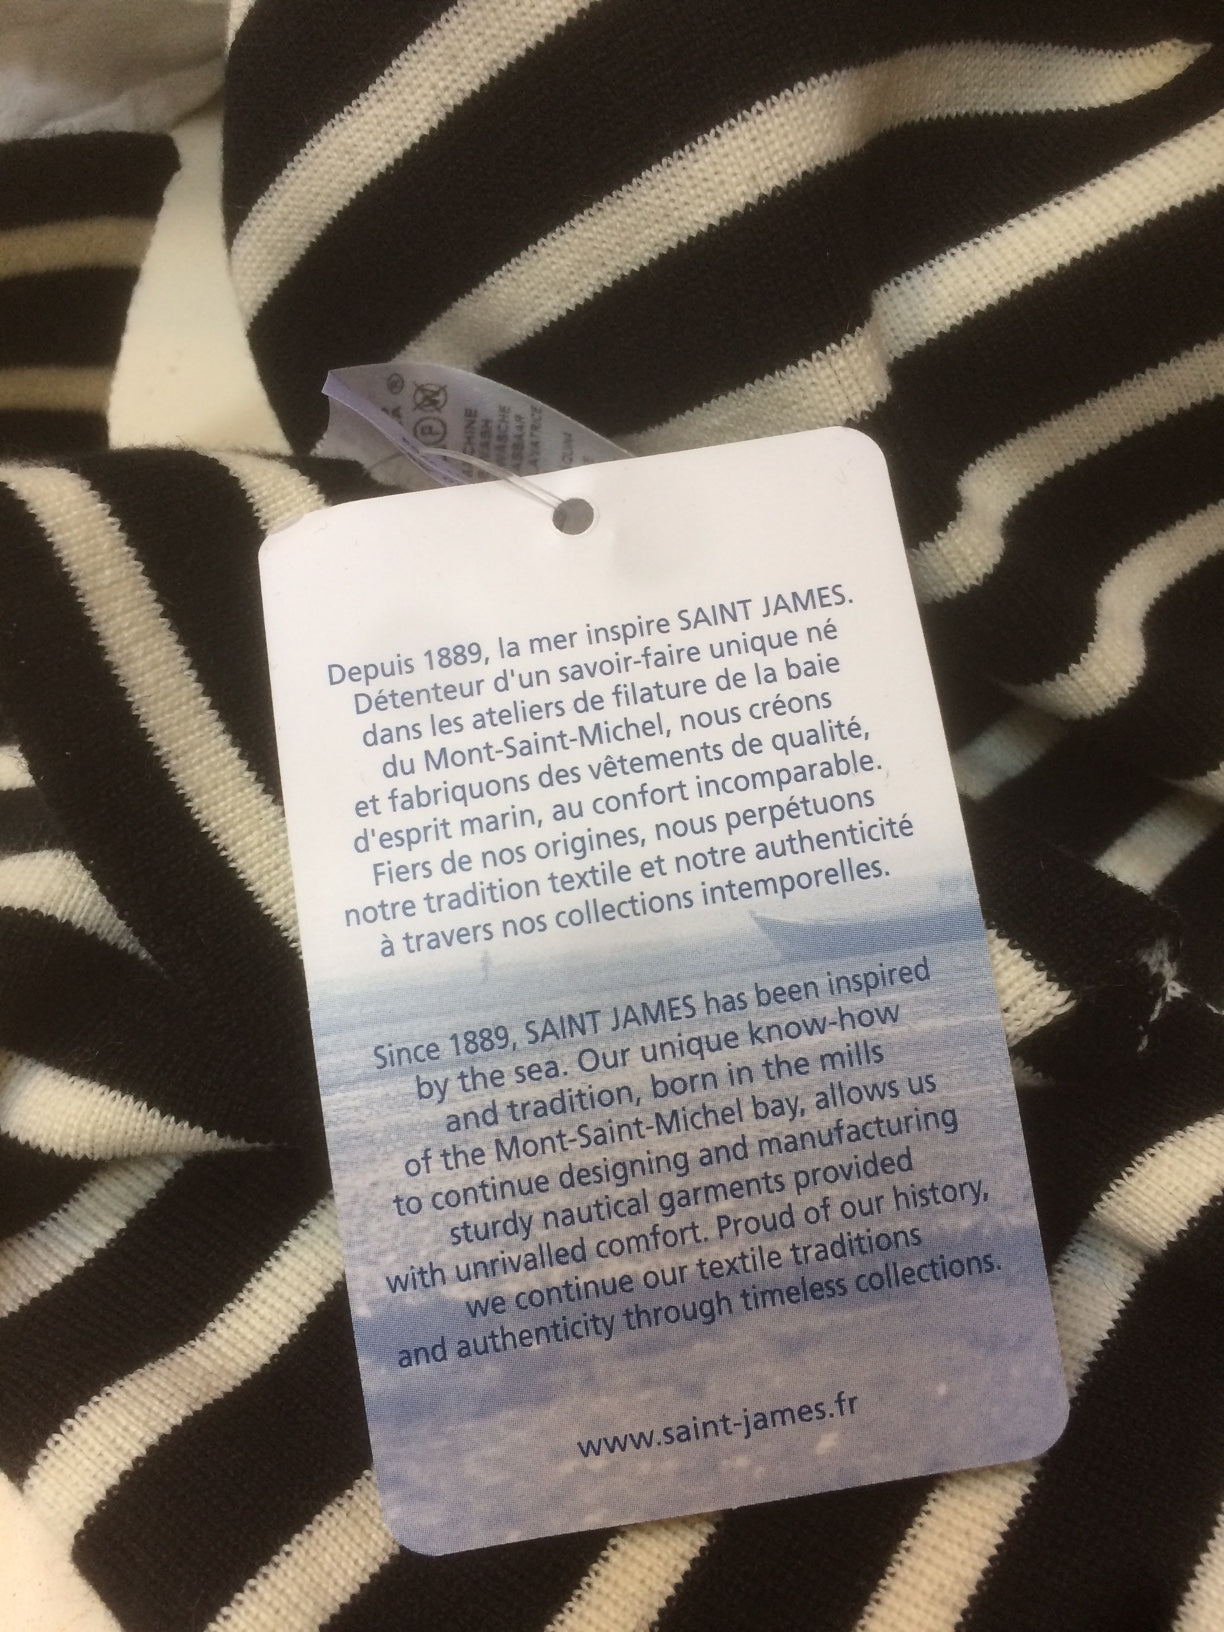 MACHINE
WASH
Depuis 1889, la mer inspire SAINT JAMES.
Détenteur d'un savoir-faire unique né
dans les ateliers de filature de la baie
du Mont-Saint-Michel, nous créons
et fabriquons des vêtements de qualité,
d'esprit marin, au confort incomparable.
Fiers de nos origines, nous perpétuons
notre tradition textile et notre authenticité
à travers nos collections intemporelles.
Since 1889, SAINT JAMES has been inspired
by the sea. Our unique know-how
and tradition, born in the mills
of the Mont-Saint-Michel bay, allows us
to continue designing and manufacturing
sturdy nautical garments provided
with unrivalled comfort. Proud of our history,
we continue our textile traditions
and authenticity through timeless collections.
www.saint-james.fr